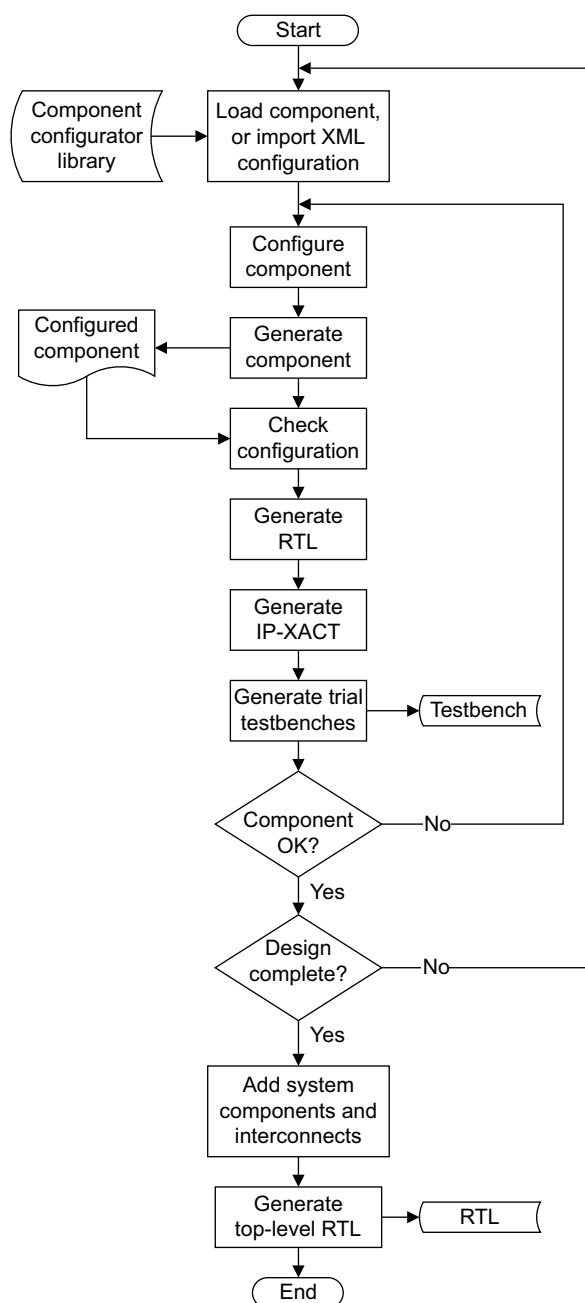 Start
Component
configurator
library
Load component,
or import XML
configuration
Configure
component
Configured
component
Generate
component
Check
configuration
Generate
RTL
Generate
IP-XACT
Generate trial
testbenches
Testbench
Component
OK?
No
Yes
Design
complete?
No
Yes
Add system
components and
interconnects
Generate
top-level RTL
RTL
End